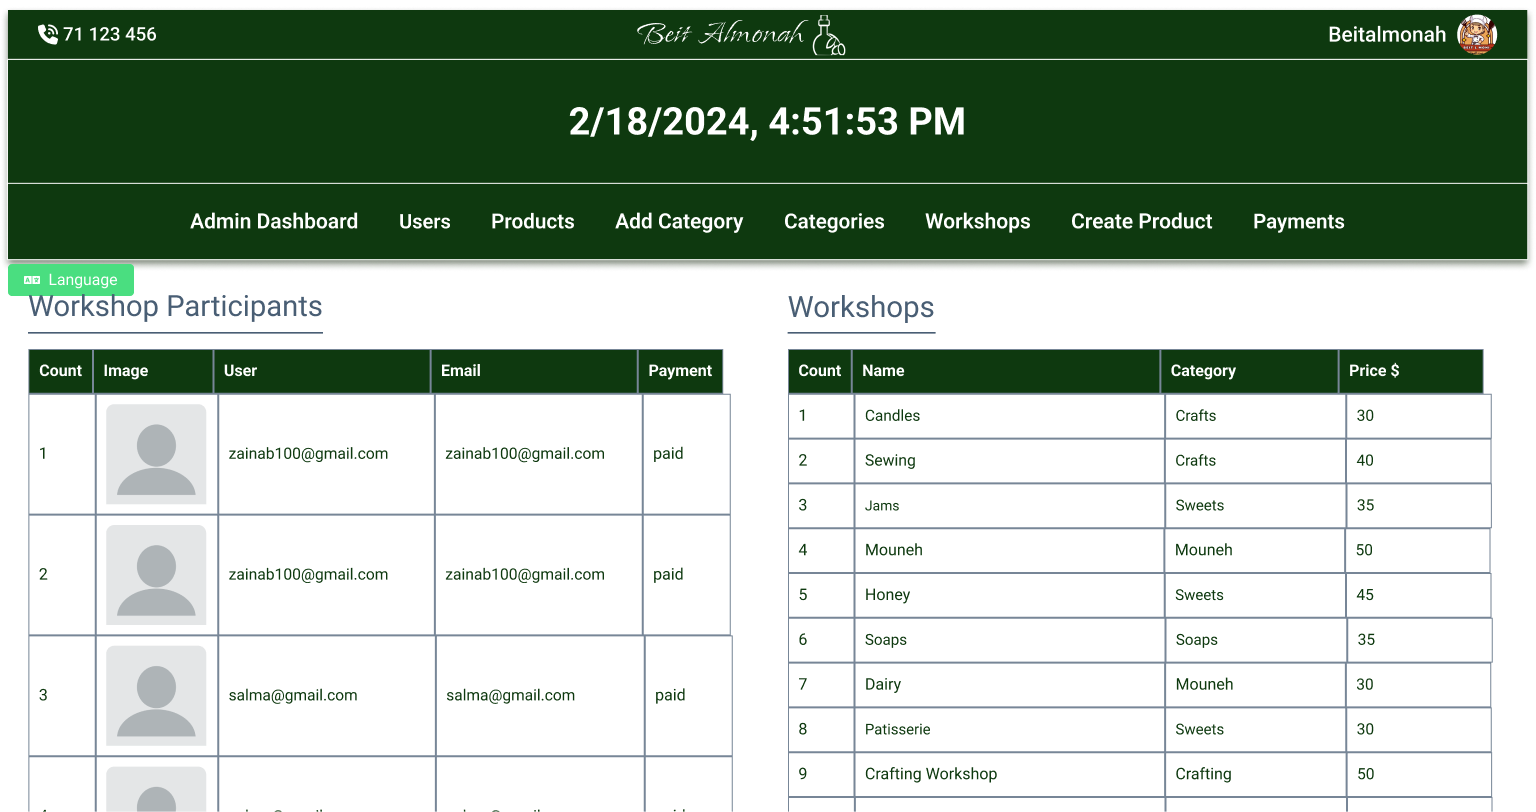 71 123 456
Beit Almonah
Beitalmonah
2/18/2024, 4:51:53 PM
Admin Dashboard Users Products Add Category Categories Workshops Create Product Payments
Language
Workshop Participants
Count Image User Email Payment
1 zainab100@gmail.com zainab100@gmail.com paid
2 zainab100@gmail.com zainab100@gmail.com paid
3 salma@gmail.com salma@gmail.com paid
Workshops
Count Name Category Price $
1 Candles Crafts 30
2 Sewing Crafts 40
3 Jams Sweets 35
4 Mouneh Mouneh 50
5 Honey Sweets 45
6 Soaps Soaps 35
7 Dairy Mouneh 30
8 Patisserie Sweets 30
9 Crafting Workshop Crafting 50